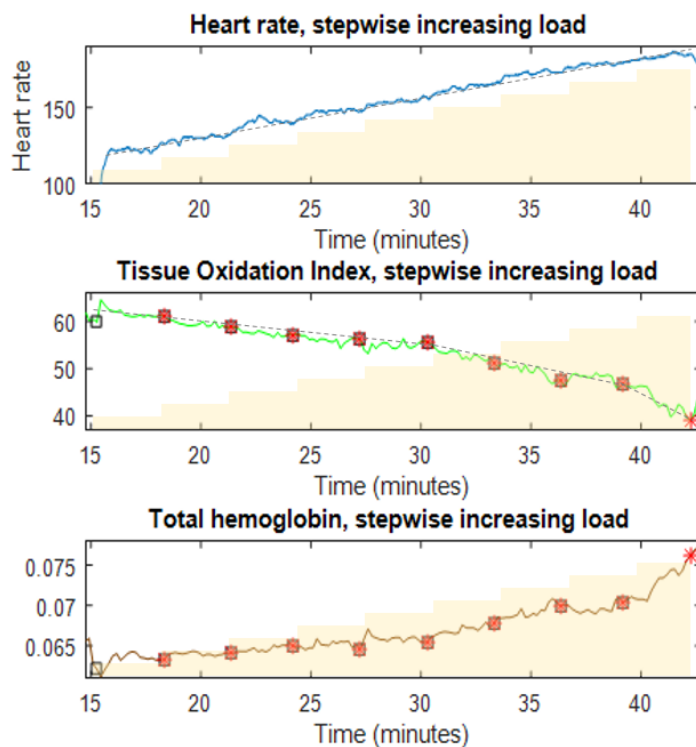 Heart rate, stepwise increasing load
Heart rate
150
100
15 20 25 30 35 40
Time (minutes)
Tissue Oxidation Index, stepwise increasing load
60
50
40
15 20 25 30 35 40
Time (minutes)
Total hemoglobin, stepwise increasing load
0.075
0.07
0.065
15 20 25 30 35 40
Time (minutes)